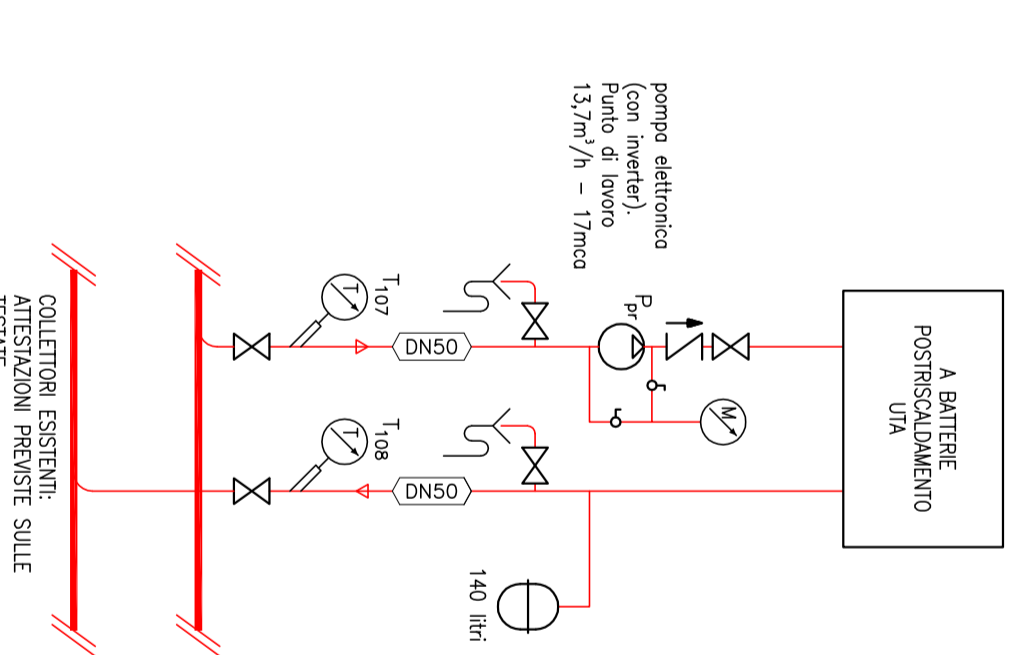 A BATTERIE
POSTRISCALDAMENTO
UTA
pompa elettronica
(con inverter).
Punto di lavoro
13,7m³/h – 17mca
Ppr
M
T107
T
DN50
T108
T
DN50
140 litri
COLLETTORI ESISTENTI:
ATTESTAZIONI PREVISTE SULLE